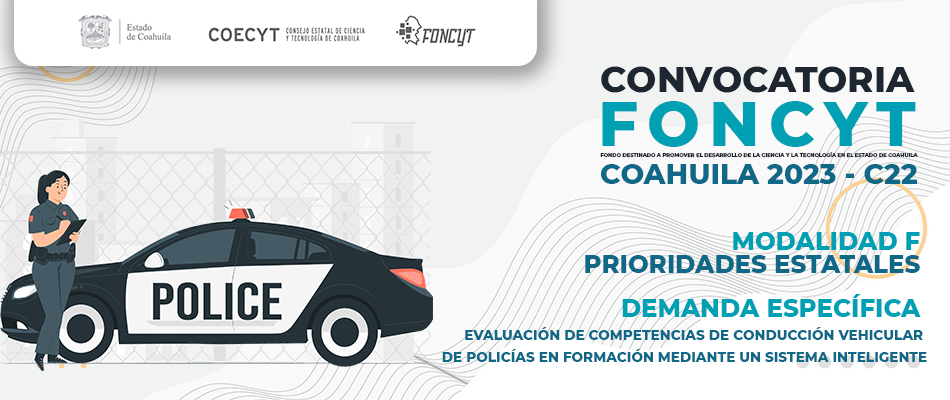 Estado
de Coahuila
COECYT
CONSEJO ESTATAL DE CIENCIA
Y TECNOLOGÍA DE COAHUILA
FONCYT
CONVOCATORIA
FONCYT
FONDO DESTINADO A PROMOVER EL DESARROLLO DE LA CIENCIA Y LA TECNOLOGÍA EN EL ESTADO DE COAHUILA
COAHUILA 2023 - C22
MODALIDAD F
PRIORIDADES ESTATALES
DEMANDA ESPECÍFICA
EVALUACIÓN DE COMPETENCIAS DE CONDUCCIÓN VEHICULAR
DE POLICÍAS EN FORMACIÓN MEDIANTE UN SISTEMA INTELIGENTE
POLICE